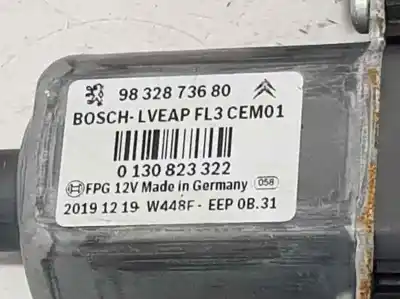 98 328 736 80
BOSCH-LVEAP FL3 CEM01
0 130 823 322
FPG 12V Made in Germany 058
2019 12 19 - W448F - EEP 0B.31